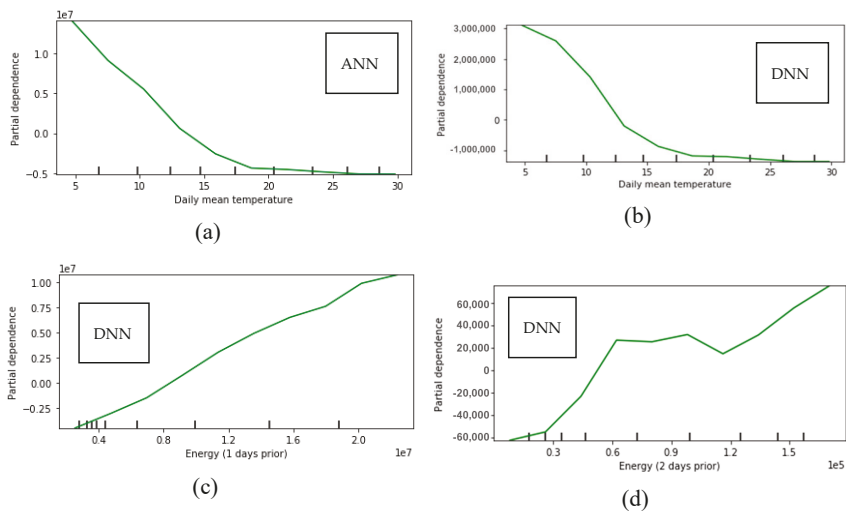 1e7
ANN
1.0
0.5
0.0
−0.5
Partial dependence
5 10 15 20 25 30
Daily mean temperature
(a)
3,000,000
2,000,000
1,000,000
0
-1,000,000
Partial dependence
DNN
5 10 15 20 25 30
Daily mean temperature
(b)
1e7
1.00
0.75
0.50
0.25
0.00
−0.25
Partial dependence
DNN
0.4 0.8 1.2 1.6 2.0
Energy (1 days prior)
1e7
(c)
60,000
40,000
20,000
0
-20,000
-40,000
-60,000
Partial dependence
DNN
0.3 0.6 0.9 1.2 1.5
Energy (2 days prior)
1e5
(d)